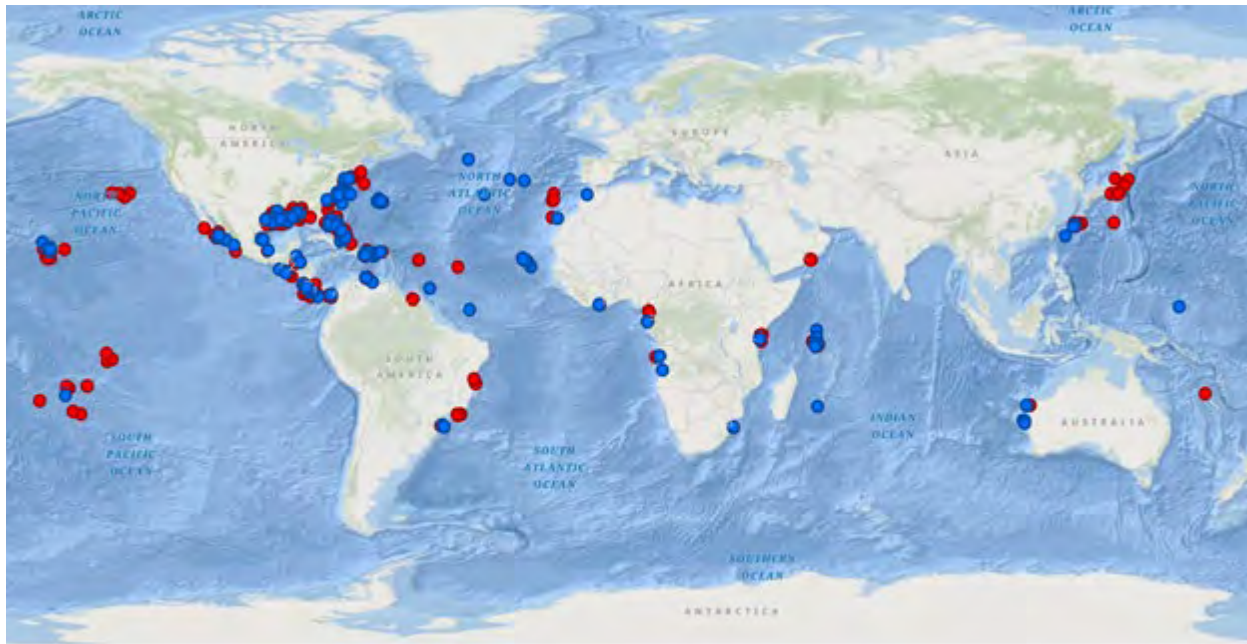 ARCTIC
OCEAN
ARCTIC
OCEAN
NORTH
AMERICA
EUROPE
ASIA
NORTH
PACIFIC
OCEAN
NORTH
ATLANTIC
OCEAN
NORTH
PACIFIC
OCEAN
AFRICA
SOUTH
AMERICA
INDIAN
OCEAN
AUSTRALIA
SOUTH
PACIFIC
OCEAN
SOUTH
ATLANTIC
OCEAN
SOUTHERN
OCEAN
ANTARCTICA